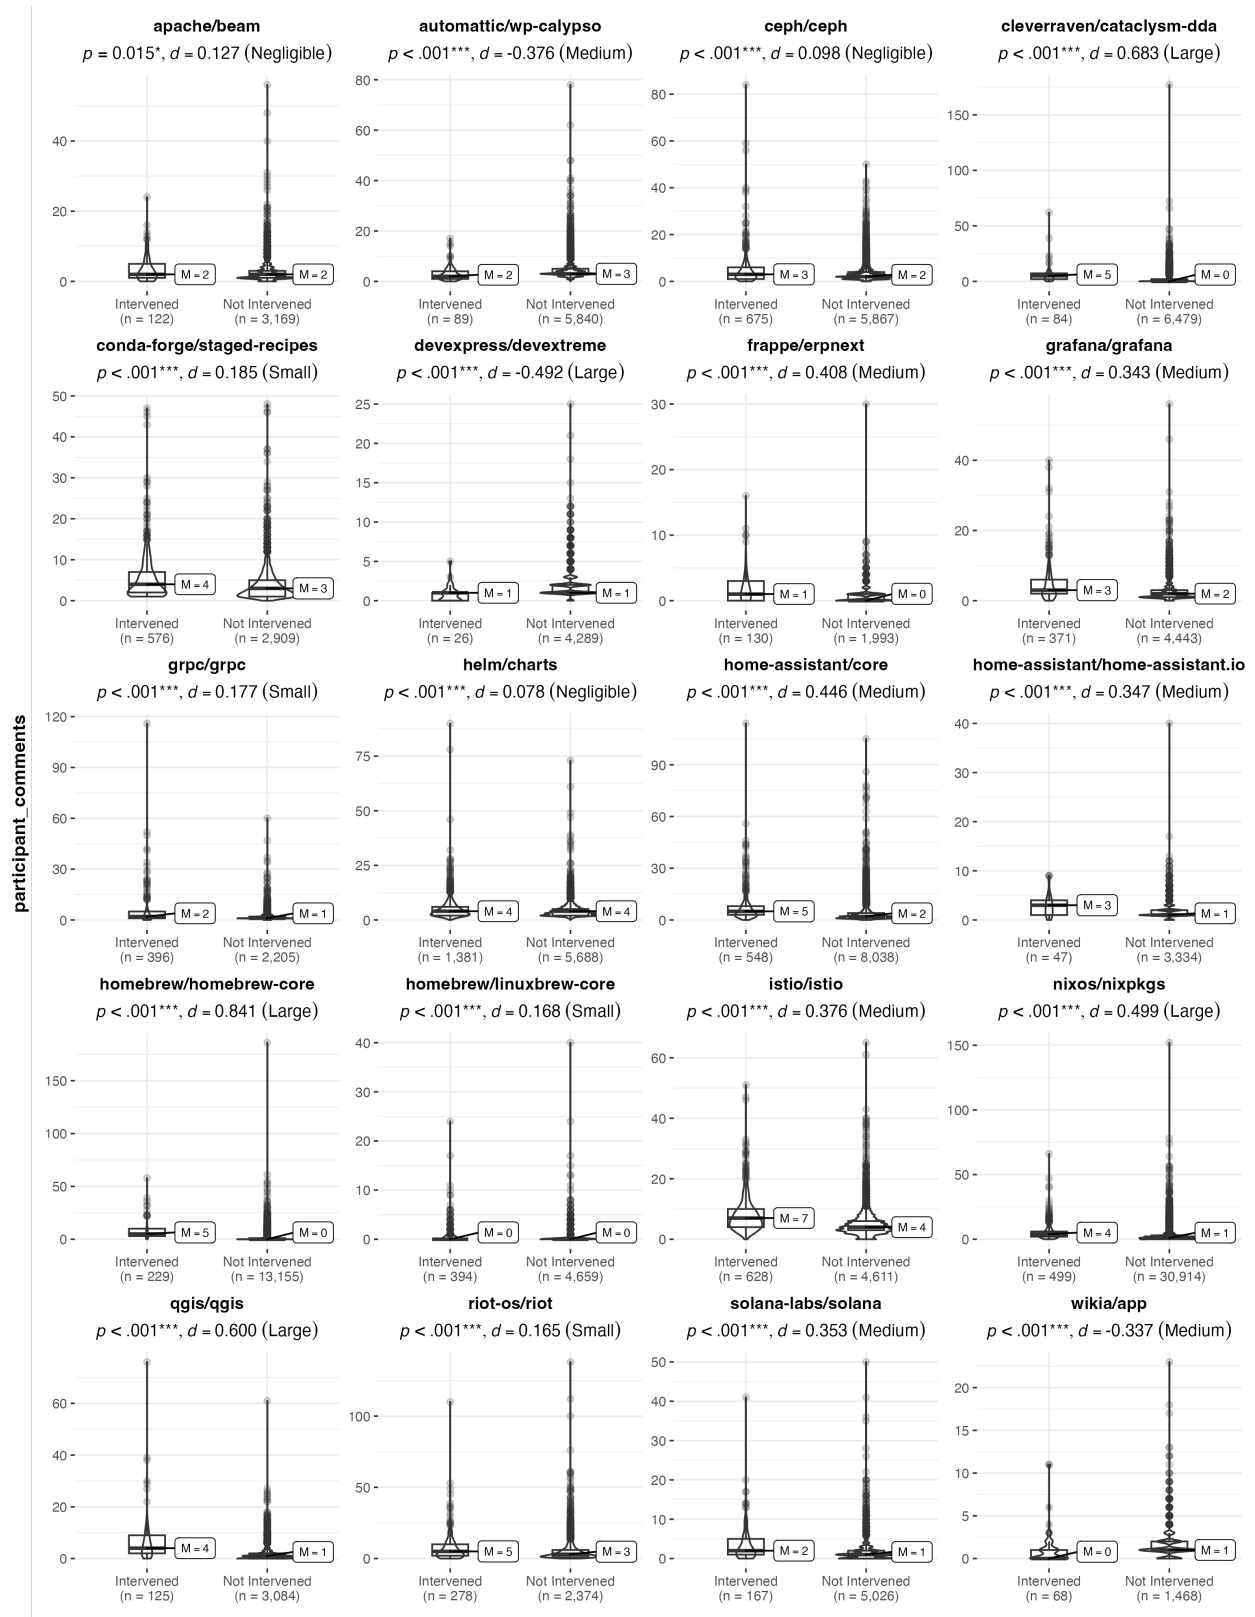 participant_comments
apache/beam
p = 0.015*, d = 0.127 (Negligible)
40
20
0
M = 2
M = 2
Intervened
(n = 122)
Not Intervened
(n = 3,169)
automattic/wp-calypso
p < .001***, d = -0.376 (Medium)
80
60
40
20
0
M = 2
M = 3
Intervened
(n = 89)
Not Intervened
(n = 5,840)
ceph/ceph
p < .001***, d = 0.098 (Negligible)
80
60
40
20
0
M = 3
M = 2
Intervened
(n = 675)
Not Intervened
(n = 5,867)
cleverraven/cataclysm-dda
p < .001***, d = 0.683 (Large)
150
100
50
0
M = 5
M = 0
Intervened
(n = 84)
Not Intervened
(n = 6,479)
conda-forge/staged-recipes
p < .001***, d = 0.185 (Small)
50
40
30
20
10
0
M = 4
M = 3
Intervened
(n = 576)
Not Intervened
(n = 2,909)
devexpress/devextreme
p < .001***, d = -0.492 (Large)
25
20
15
10
5
0
M = 1
M = 1
Intervened
(n = 26)
Not Intervened
(n = 4,289)
frappe/erpnext
p < .001***, d = 0.408 (Medium)
30
20
10
0
M = 1
M = 0
Intervened
(n = 130)
Not Intervened
(n = 1,993)
grafana/grafana
p < .001***, d = 0.343 (Medium)
40
20
0
M = 3
M = 2
Intervened
(n = 371)
Not Intervened
(n = 4,443)
grpc/grpc
p < .001***, d = 0.177 (Small)
120
90
60
30
0
M = 2
M = 1
Intervened
(n = 396)
Not Intervened
(n = 2,205)
helm/charts
p < .001***, d = 0.078 (Negligible)
75
50
25
0
M = 4
M = 4
Intervened
(n = 1,381)
Not Intervened
(n = 5,688)
home-assistant/core
p < .001***, d = 0.446 (Medium)
90
60
30
0
M = 5
M = 2
Intervened
(n = 548)
Not Intervened
(n = 8,038)
home-assistant/home-assistant.io
p < .001***, d = 0.347 (Medium)
40
30
20
10
0
M = 3
M = 1
Intervened
(n = 47)
Not Intervened
(n = 3,334)
homebrew/homebrew-core
p < .001***, d = 0.841 (Large)
150
100
50
0
M = 5
M = 0
Intervened
(n = 229)
Not Intervened
(n = 13,155)
homebrew/linuxbrew-core
p < .001***, d = 0.168 (Small)
40
30
20
10
0
M = 0
M = 0
Intervened
(n = 394)
Not Intervened
(n = 4,659)
istio/istio
p < .001***, d = 0.376 (Medium)
60
40
20
0
M = 7
M = 4
Intervened
(n = 628)
Not Intervened
(n = 4,611)
nixos/nixpkgs
p < .001***, d = 0.499 (Large)
150
100
50
0
M = 4
M = 1
Intervened
(n = 499)
Not Intervened
(n = 30,914)
qgis/qgis
p < .001***, d = 0.600 (Large)
60
40
20
0
M = 4
M = 1
Intervened
(n = 125)
Not Intervened
(n = 3,084)
riot-os/riot
p < .001***, d = 0.165 (Small)
100
50
0
M = 5
M = 3
Intervened
(n = 278)
Not Intervened
(n = 2,374)
solana-labs/solana
p < .001***, d = 0.353 (Medium)
50
40
30
20
10
0
M = 2
M = 1
Intervened
(n = 167)
Not Intervened
(n = 5,026)
wikia/app
p < .001***, d = -0.337 (Medium)
20
15
10
5
0
M = 0
M = 1
Intervened
(n = 68)
Not Intervened
(n = 1,468)